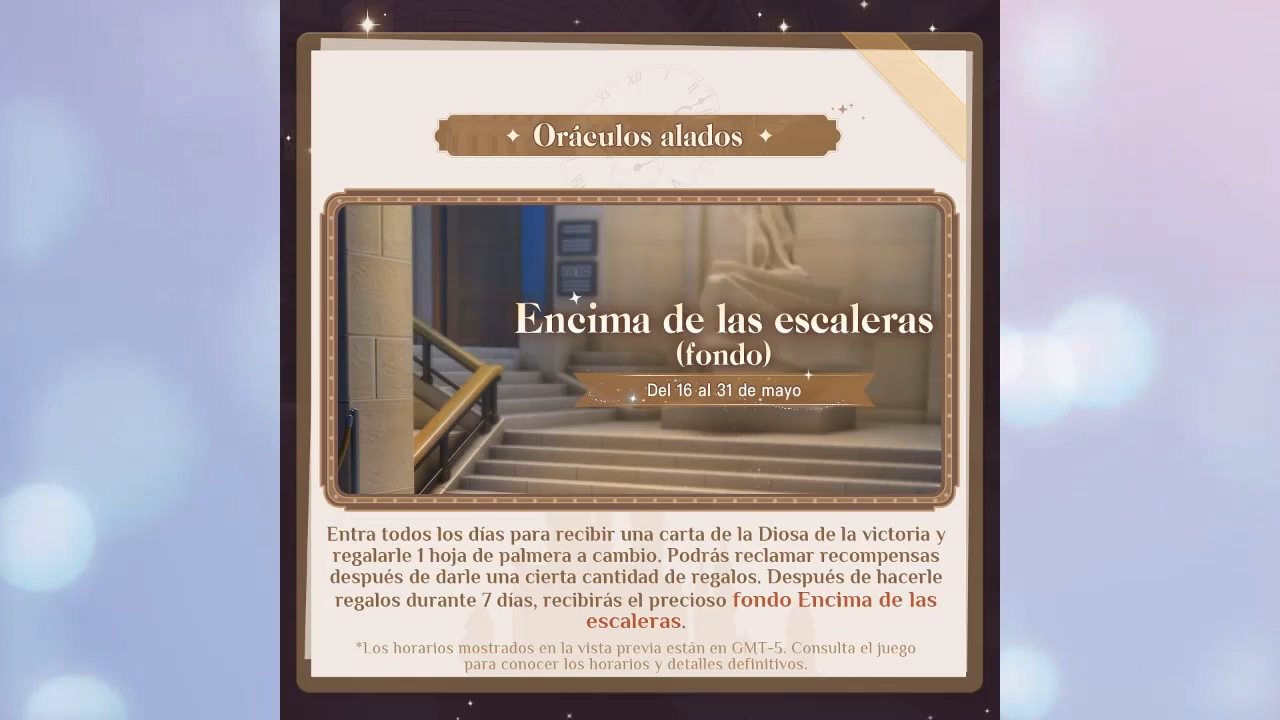 Oráculos alados
Encima de las escaleras
(fondo)
Del 16 al 31 de mayo
Entra todos los días para recibir una carta de la Diosa de la victoria y
regalarle 1 hoja de palmera a cambio. Podrás reclamar recompensas
después de darle una cierta cantidad de regalos. Después de hacerle
regalos durante 7 días, recibirás el precioso fondo Encima de las
escaleras.
*Los horarios mostrados en la vista previa están en GMT-5. Consulta el juego
para conocer los horarios y detalles definitivos.